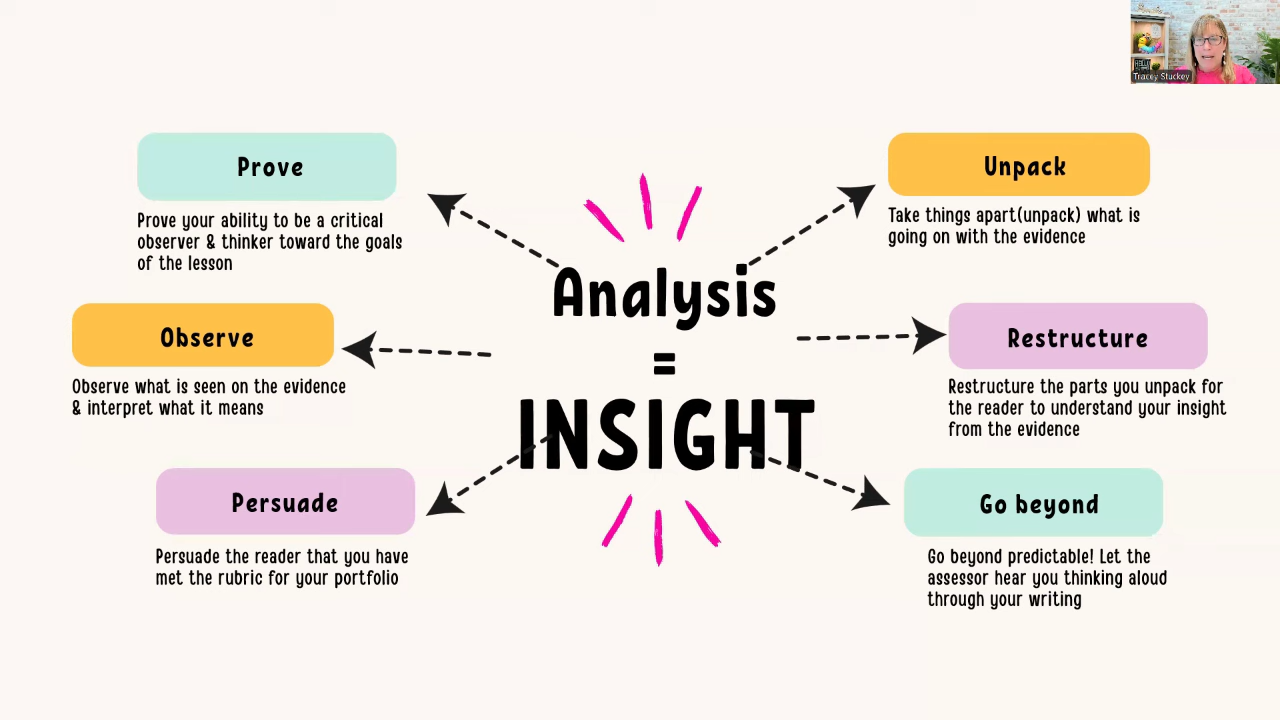 Tracey Stuckey
Prove
Prove your ability to be a critical
observer & thinker toward the goals
of the lesson
Observe
Observe what is seen on the evidence
& interpret what it means
Persuade
Persuade the reader that you have
met the rubric for your portfolio
Analysis
=
INSIGHT
Unpack
Take things apart(unpack) what is
going on with the evidence
Restructure
Restructure the parts you unpack for
the reader to understand your insight
from the evidence
Go beyond
Go beyond predictable! Let the
assessor hear you thinking aloud
through your writing